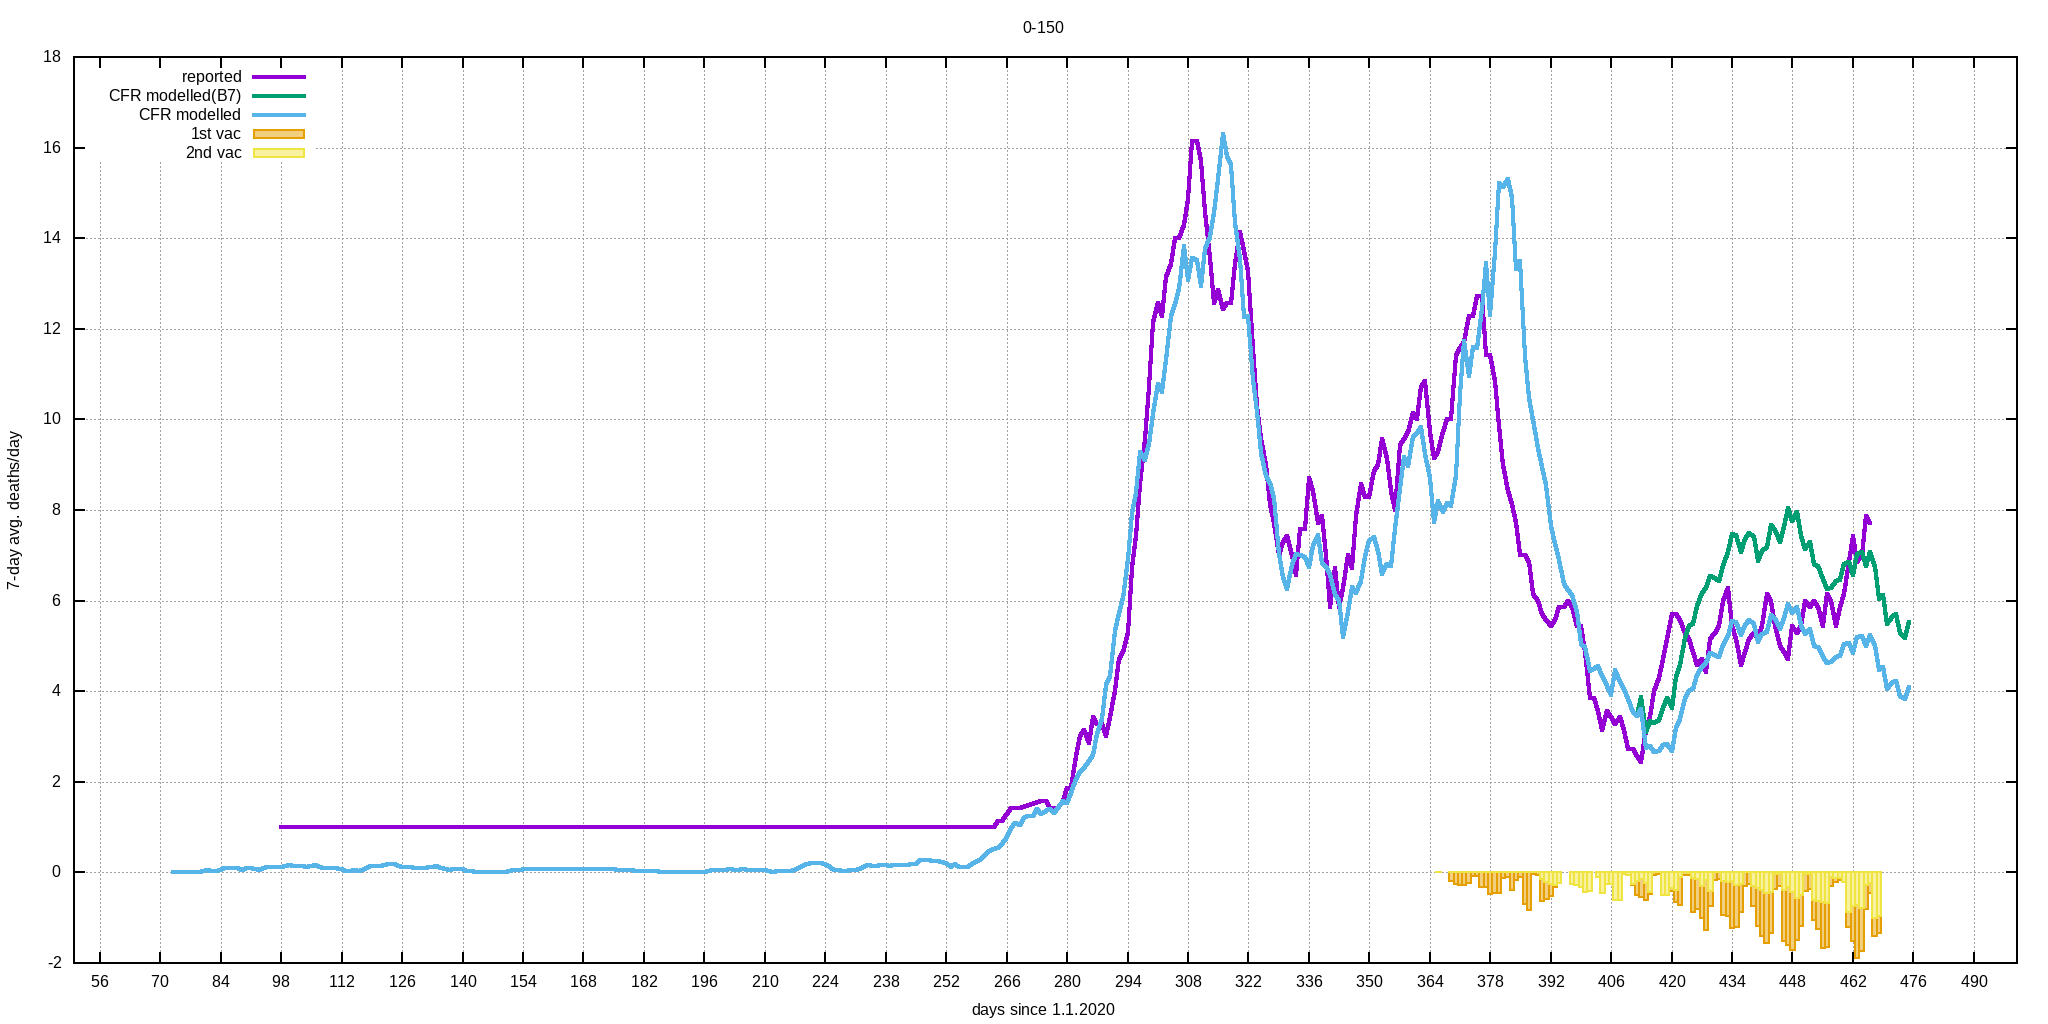 0-150
18
16
14
12
10
8
6
4
2
0
-2
7-day avg. deaths/day
reported
CFR modelled(B7)
CFR modelled
1st vac
2nd vac
56 70 84 98 112 126 140 154 168 182 196 210 224 238 252 266 280 294 308 322 336 350 364 378 392 406 420 434 448 462 476 490
days since 1.1.2020